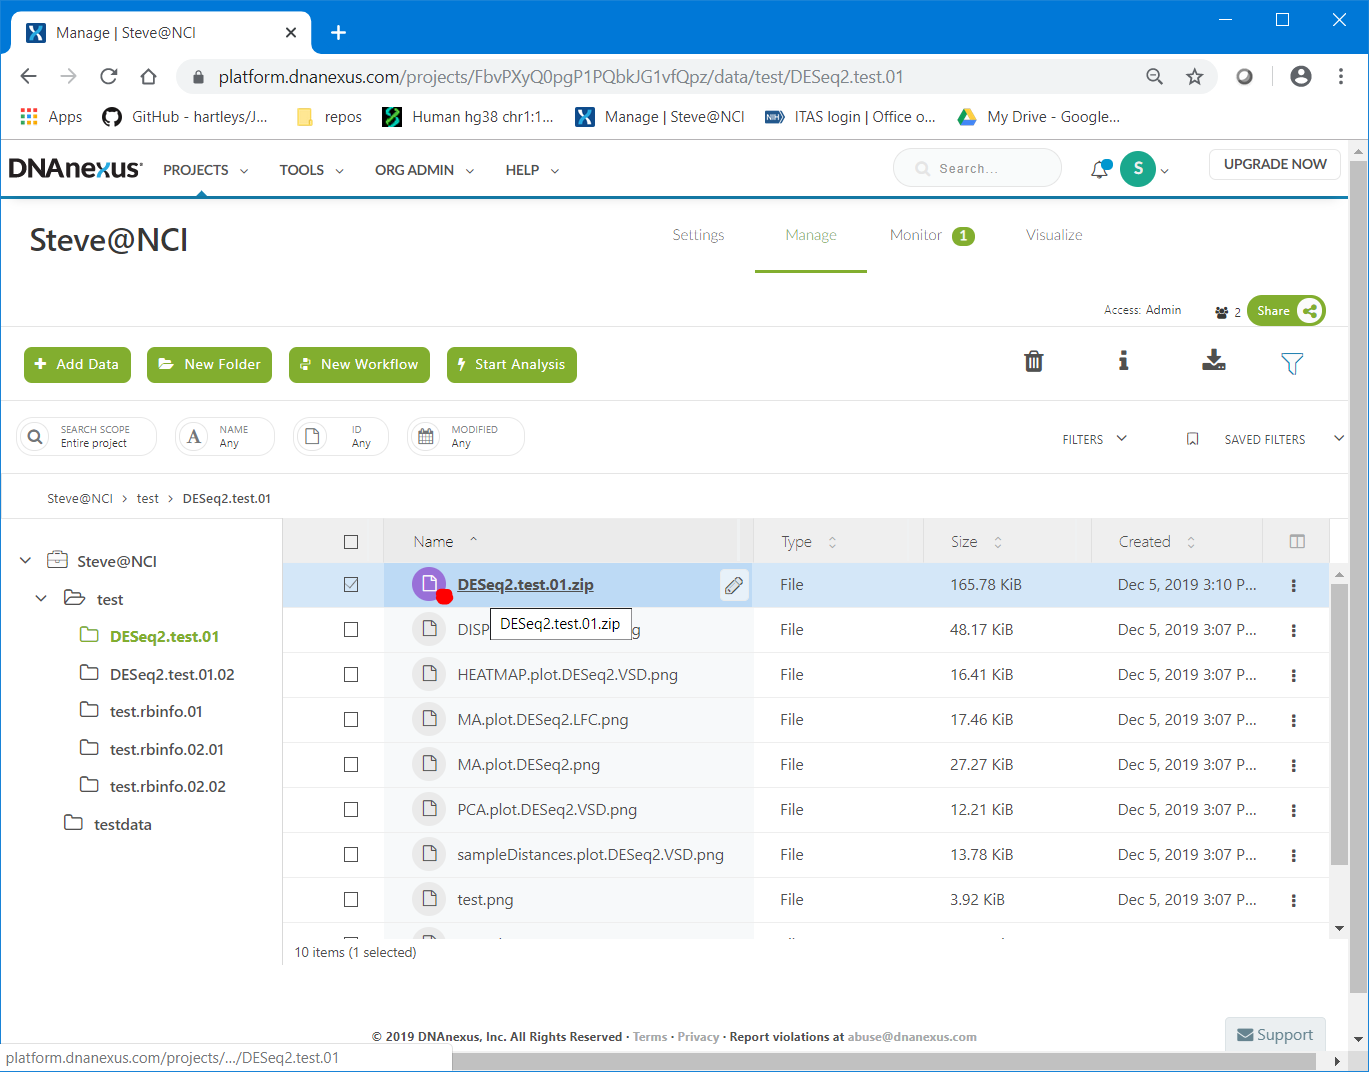 Manage | Steve@NCI
platform.dnanexus.com/projects/FbvPXyQ0pgP1PQbkJG1vfQpz/data/test/DESeq2.test.01
Apps GitHub - hartleys/J... repos Human hg38 chr1:1... Manage | Steve@NCI NIH ITAS login | Office o... My Drive - Google...
DNAnexus PROJECTS TOOLS ORG ADMIN HELP Search... S UPGRADE NOW
Steve@NCI Settings Manage Monitor 1 Visualize
Access: Admin 2 Share
Add Data New Folder New Workflow Start Analysis
SEARCH SCOPE NAME ID MODIFIED
Entire project Any Any Any
FILTERS SAVED FILTERS
Steve@NCI > test > DESeq2.test.01
Name Type Size Created
Steve@NCI
test
DESeq2.test.01
DESeq2.test.01.02
test.rbinfo.01
test.rbinfo.02.01
test.rbinfo.02.02
testdata
DESeq2.test.01.zip File 165.78 KiB Dec 5, 2019 3:10 P...
DESeq2.test.01.zip
DISP g File 48.17 KiB Dec 5, 2019 3:07 P...
HEATMAP.plot.DESeq2.VSD.png File 16.41 KiB Dec 5, 2019 3:07 P...
MA.plot.DESeq2.LFC.png File 17.46 KiB Dec 5, 2019 3:07 P...
MA.plot.DESeq2.png File 27.27 KiB Dec 5, 2019 3:07 P...
PCA.plot.DESeq2.VSD.png File 12.21 KiB Dec 5, 2019 3:07 P...
sampleDistances.plot.DESeq2.VSD.png File 13.78 KiB Dec 5, 2019 3:07 P...
test.png File 3.92 KiB Dec 5, 2019 3:07 P...
10 items (1 selected)
© 2019 DNAnexus, Inc. All Rights Reserved · Terms · Privacy · Report violations at abuse@dnanexus.com
Support
platform.dnanexus.com/projects/.../DESeq2.test.01